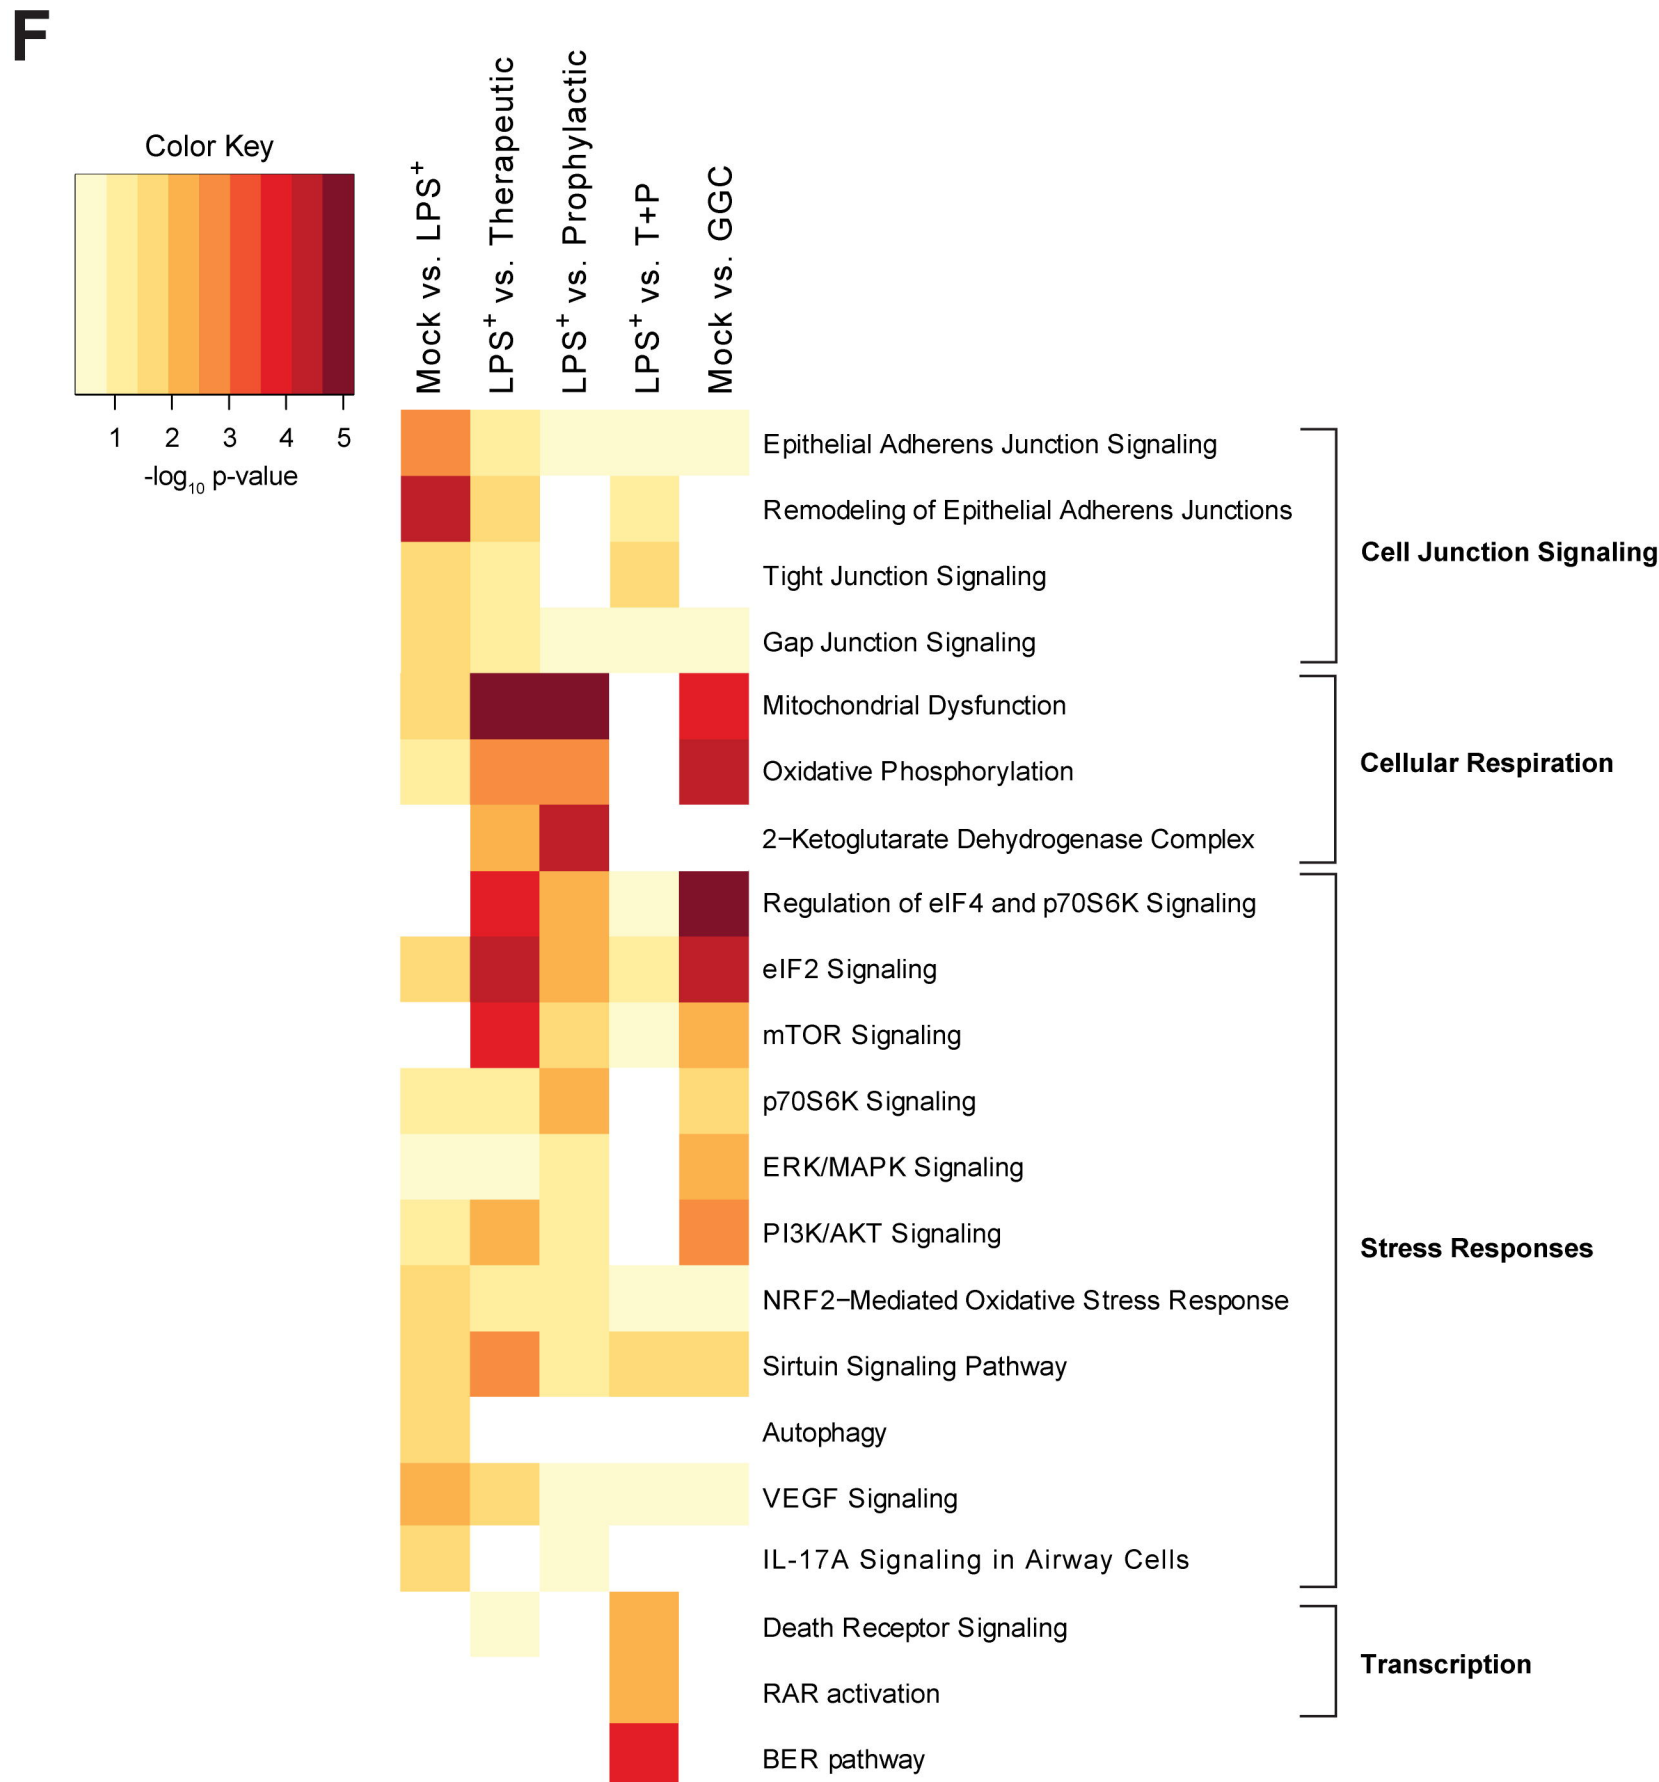 F
Color Key
1 2 3 4 5
-log10 p-value
Mock vs. LPS+
LPS+ vs. Therapeutic
LPS+ vs. Prophylactic
LPS+ vs. T+P
Mock vs. GGC
Epithelial Adherens Junction Signaling
Remodeling of Epithelial Adherens Junctions
Tight Junction Signaling
Gap Junction Signaling
Cell Junction Signaling
Mitochondrial Dysfunction
Oxidative Phosphorylation
2−Ketoglutarate Dehydrogenase Complex
Cellular Respiration
Regulation of eIF4 and p70S6K Signaling
eIF2 Signaling
mTOR Signaling
p70S6K Signaling
ERK/MAPK Signaling
PI3K/AKT Signaling
NRF2−Mediated Oxidative Stress Response
Sirtuin Signaling Pathway
Autophagy
VEGF Signaling
IL-17A Signaling in Airway Cells
Stress Responses
Death Receptor Signaling
RAR activation
Transcription
BER pathway